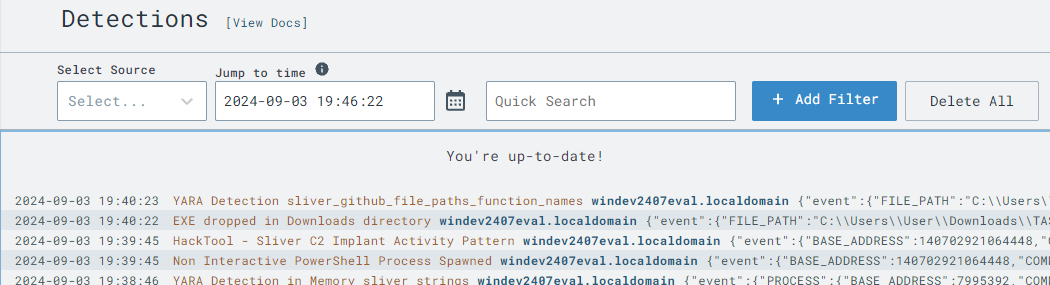 Detections [View Docs]
Select Source
Jump to time
Select...
2024-09-03 19:46:22
Quick Search
+ Add Filter
Delete All
You're up-to-date!
2024-09-03 19:40:23 YARA Detection sliver_github_file_paths_function_names windev2407eval.localdomain {"event":{"FILE_PATH":"C:\\Users\
2024-09-03 19:40:22 EXE dropped in Downloads directory windev2407eval.localdomain {"event":{"FILE_PATH":"C:\\Users\\User\\Downloads\\TAS
2024-09-03 19:39:45 HackTool - Sliver C2 Implant Activity Pattern windev2407eval.localdomain {"event":{"BASE_ADDRESS":140702921064448,"C
2024-09-03 19:39:45 Non Interactive PowerShell Process Spawned windev2407eval.localdomain {"event":{"BASE_ADDRESS":140702921064448,"COM
2024-09-03 19:38:46 YARA Detection in Memory sliver_strings windev2407eval.localdomain {"event":{"PROCESS":{"BASE_ADDRESS":7995392,"COM